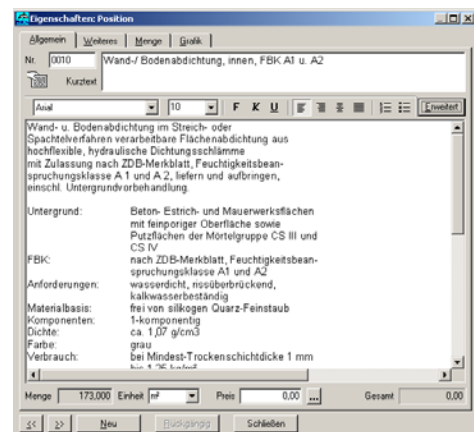 Eigenschaften: Position
Allgemein Weiteres Menge Grafik
Nr. 0010 Wand-/ Bodenabdichtung, innen, FBK A1 u. A2
Kurztext
Arial 10 F K U Erweitert
Wand- u. Bodenabdichtung im Streich- oder
Spachtelverfahren verarbeitbare Flächenabdichtung aus
hochflexible, hydraulische Dichtungsschlämme
mit Zulassung nach ZDB-Merkblatt, Feuchtigkeitsbean-
spruchungsklasse A 1 und A 2, liefern und aufbringen,
einschl. Untergrundvorbehandlung.
Untergrund: Beton- Estrich- und Mauerwerksflächen
mit feinporiger Oberfläche sowie
Putzflächen der Mörtelgruppe CS III und
CS IV
FBK: nach ZDB-Merkblatt, Feuchtigkeitsbean-
spruchungsklasse A1 und A2
Anforderungen: wasserdicht, rissüberbrückend,
kalkwasserbeständig
Materialbasis: frei von silikogen Quarz-Feinstaub
Komponenten: 1-komponentig
Dichte: ca. 1,07 g/cm3
Farbe: grau
Verbrauch: bei Mindest-Trockenschichtdicke 1 mm
bis 1,25 kg/m²
Menge 173,000 Einheit m² Preis 0,00 ... Gesamt 0,00
<< >> Neu Rückgängig Schließen